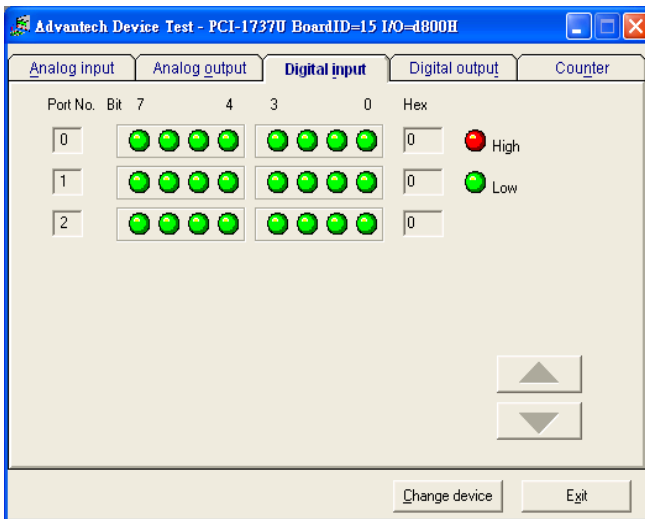 Advantech Device Test - PCI-1737U BoardID=15 I/O=d800H
Analog input Analog output Digital input Digital output Counter
Port No. Bit 7 4 3 0 Hex
0 0 High
1 0 Low
2 0
Change device Exit